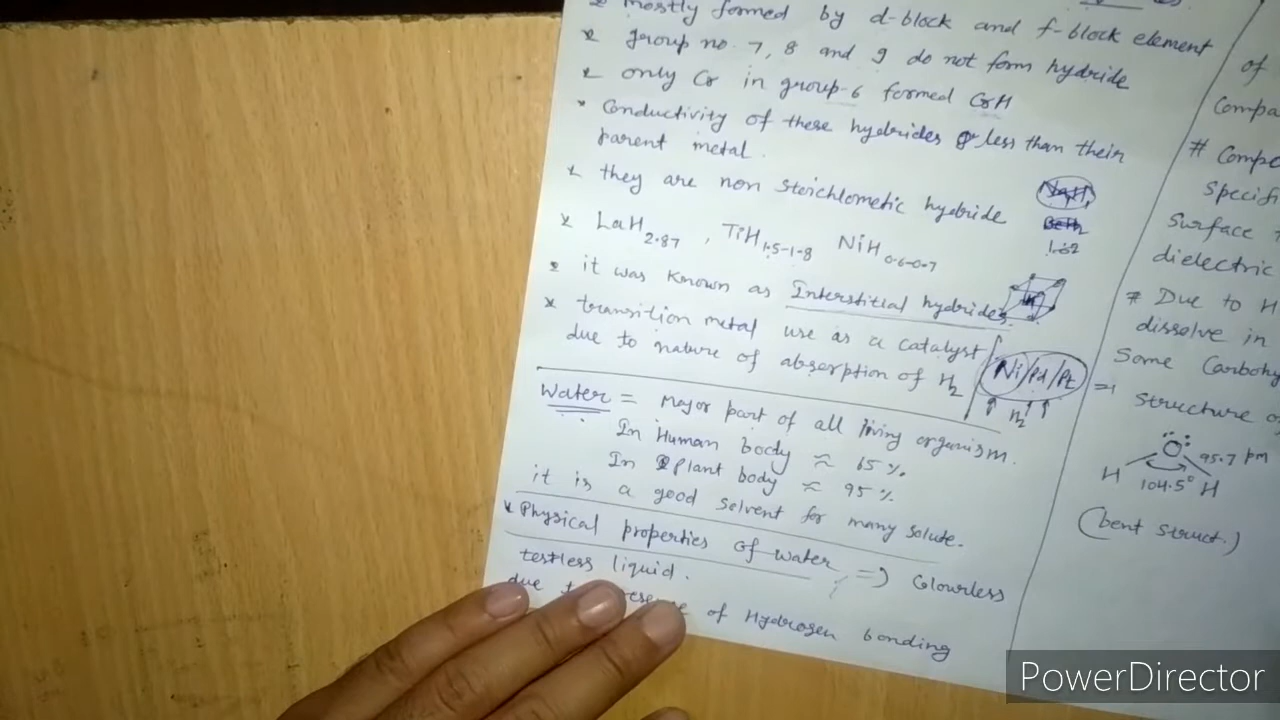 * mostly formed by d-block and f-block element
* group no. 7, 8 and 9 do not form hydride
* only Cr in group-6 formed CrH
* Conductivity of these hydrides less than their
parent metal.
* they are non stoichlometic hydride
* LaH2.87, TiH1.5-1.8 NiH0.6-0.7
* it was known as Interstitial hydrides.
* transition metal use as a catalyst
due to nature of absorption of H2
Ni/Pd/Pt
H2
Water = Major part of all living organism.
In Human body ≈ 65%.
In plant body ≈ 95%
it is a good solvent for many solute.
* Physical properties of water => Colourless
testless liquid.
due of Hydrogen bonding
1.62
of
Compa
# Compe
Specifi
Surface
dielectric
# Due to H
dissolve in
Some Carbohy
=> Structure o
O 95.7 pm
H 104.5° H
(bent struct.)
PowerDirector